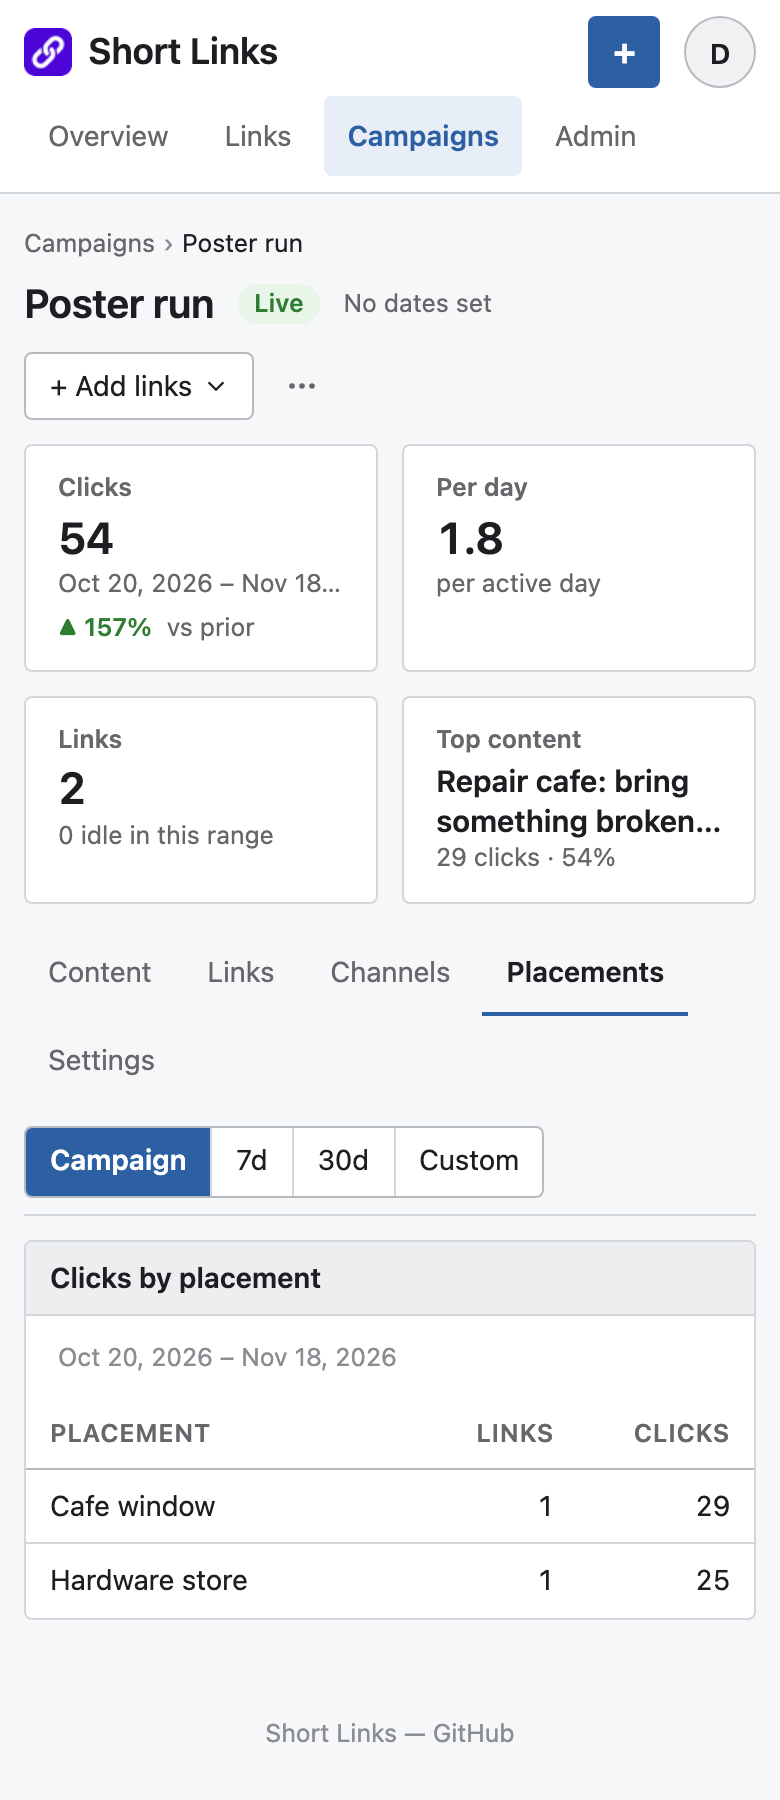 Short Links
+
D
Overview Links Campaigns Admin
Campaigns › Poster run
Poster run Live No dates set
+ Add links
Clicks
54
Oct 20, 2026 – Nov 18...
▲ 157% vs prior
Per day
1.8
per active day
Links
2
0 idle in this range
Top content
Repair cafe: bring
something broken...
29 clicks · 54%
Content Links Channels Placements
Settings
Campaign 7d 30d Custom
Clicks by placement
Oct 20, 2026 – Nov 18, 2026
PLACEMENT LINKS CLICKS
Cafe window 1 29
Hardware store 1 25
Short Links — GitHub